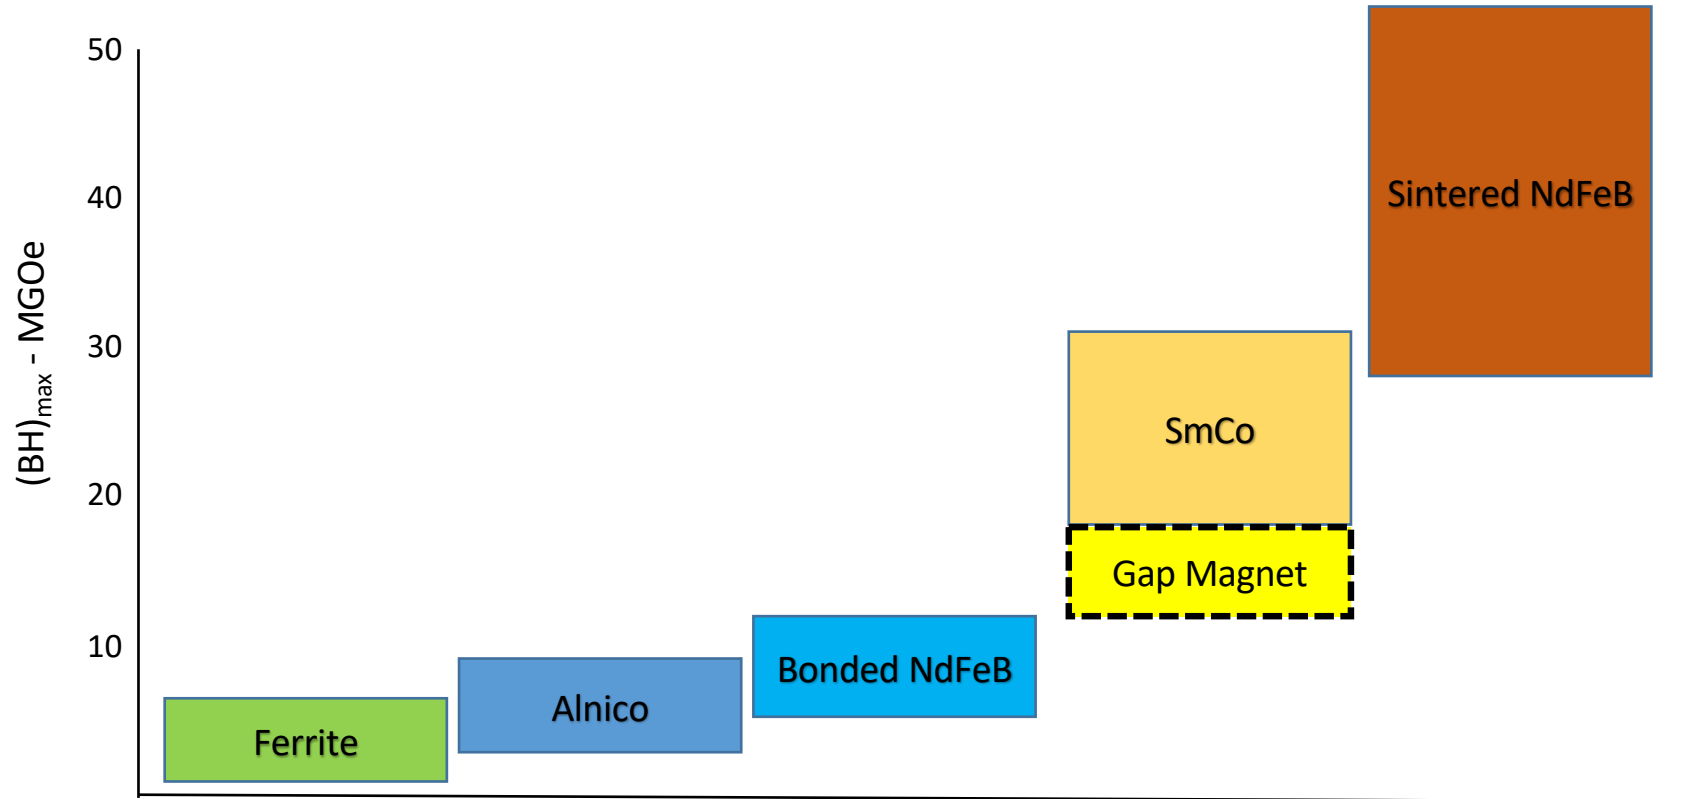 50
40
30
20
10
(BH)max - MGOe
Ferrite
Alnico
Bonded NdFeB
SmCo
Gap Magnet
Sintered NdFeB